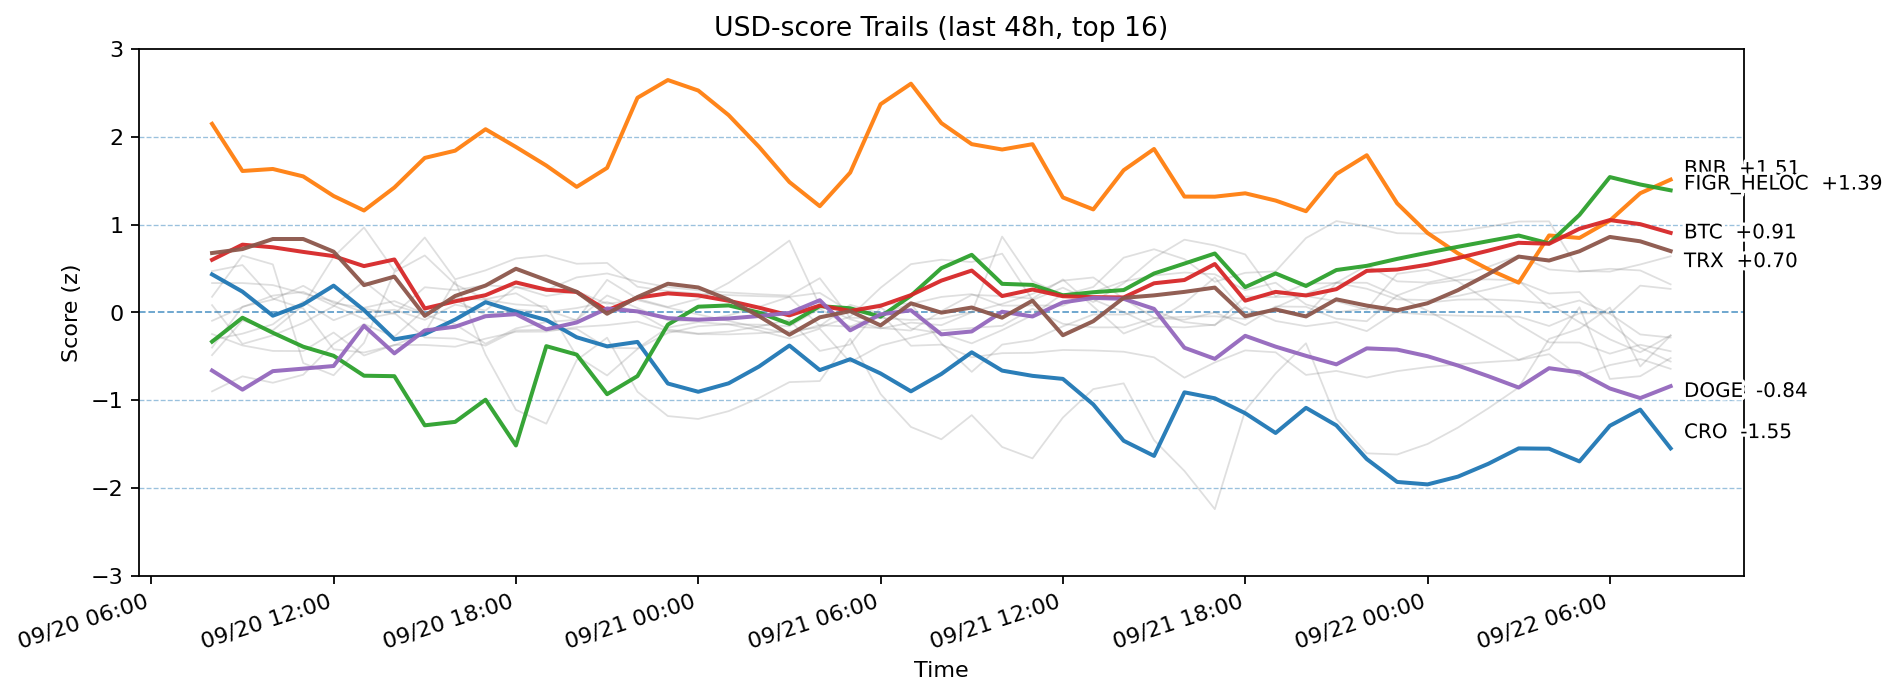 USD-score Trails (last 48h, top 16)
3
2
1
0
−1
−2
−3
Score (z)
BNB +1.51
FIGR_HELOC +1.39
BTC +0.91
TRX +0.70
DOGE -0.84
CRO -1.55
09/20 06:00
09/20 12:00
09/20 18:00
09/21 00:00
09/21 06:00
09/21 12:00
09/21 18:00
09/22 00:00
09/22 06:00
Time